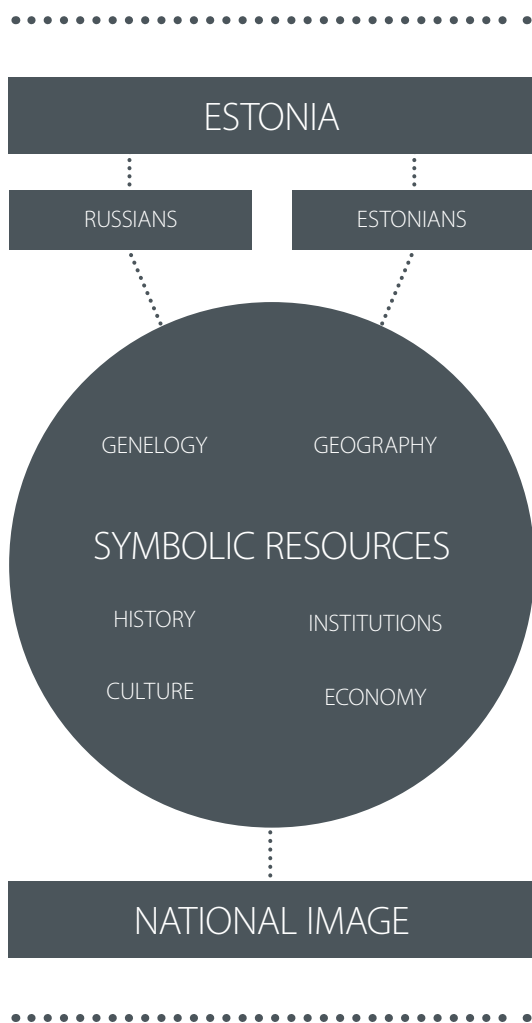 ESTONIA
RUSSIANS ESTONIANS
GENELOGY GEOGRAPHY
SYMBOLIC RESOURCES
HISTORY INSTITUTIONS
CULTURE ECONOMY
NATIONAL IMAGE